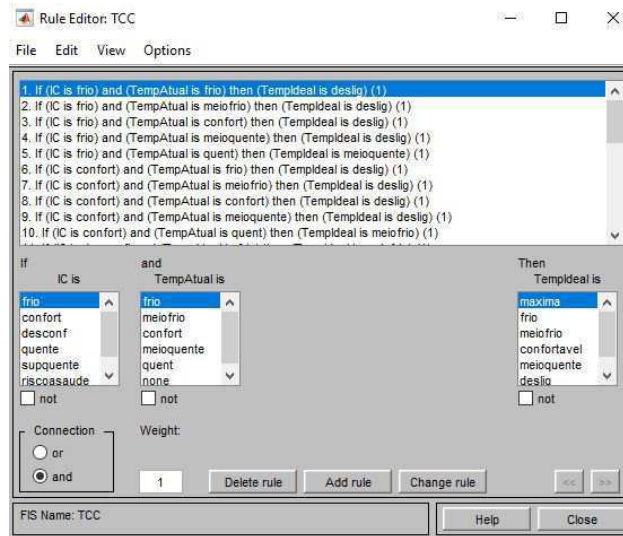 Rule Editor: TCC
File Edit View Options
1. If (IC is frio) and (TempAtual is frio) then (TempIdeal is deslig) (1)
2. If (IC is frio) and (TempAtual is meiofrio) then (TempIdeal is deslig) (1)
3. If (IC is frio) and (TempAtual is confort) then (TempIdeal is deslig) (1)
4. If (IC is frio) and (TempAtual is meioquente) then (TempIdeal is deslig) (1)
5. If (IC is frio) and (TempAtual is quent) then (TempIdeal is meioquente) (1)
6. If (IC is confort) and (TempAtual is frio) then (TempIdeal is deslig) (1)
7. If (IC is confort) and (TempAtual is meiofrio) then (TempIdeal is deslig) (1)
8. If (IC is confort) and (TempAtual is confort) then (TempIdeal is deslig) (1)
9. If (IC is confort) and (TempAtual is meioquente) then (TempIdeal is deslig) (1)
10. If (IC is confort) and (TempAtual is quent) then (TempIdeal is meiofrio) (1)
If and Then
IC is TempAtual is TempIdeal is
frio frio maxima
confort meiofrio frio
desconf confort meiofrio
quente meioquente confortavel
supquente quent meioquente
riscoasaude none deslig
not not not
Connection Weight:
or
and 1 Delete rule Add rule Change rule << >>
FIS Name: TCC Help Close